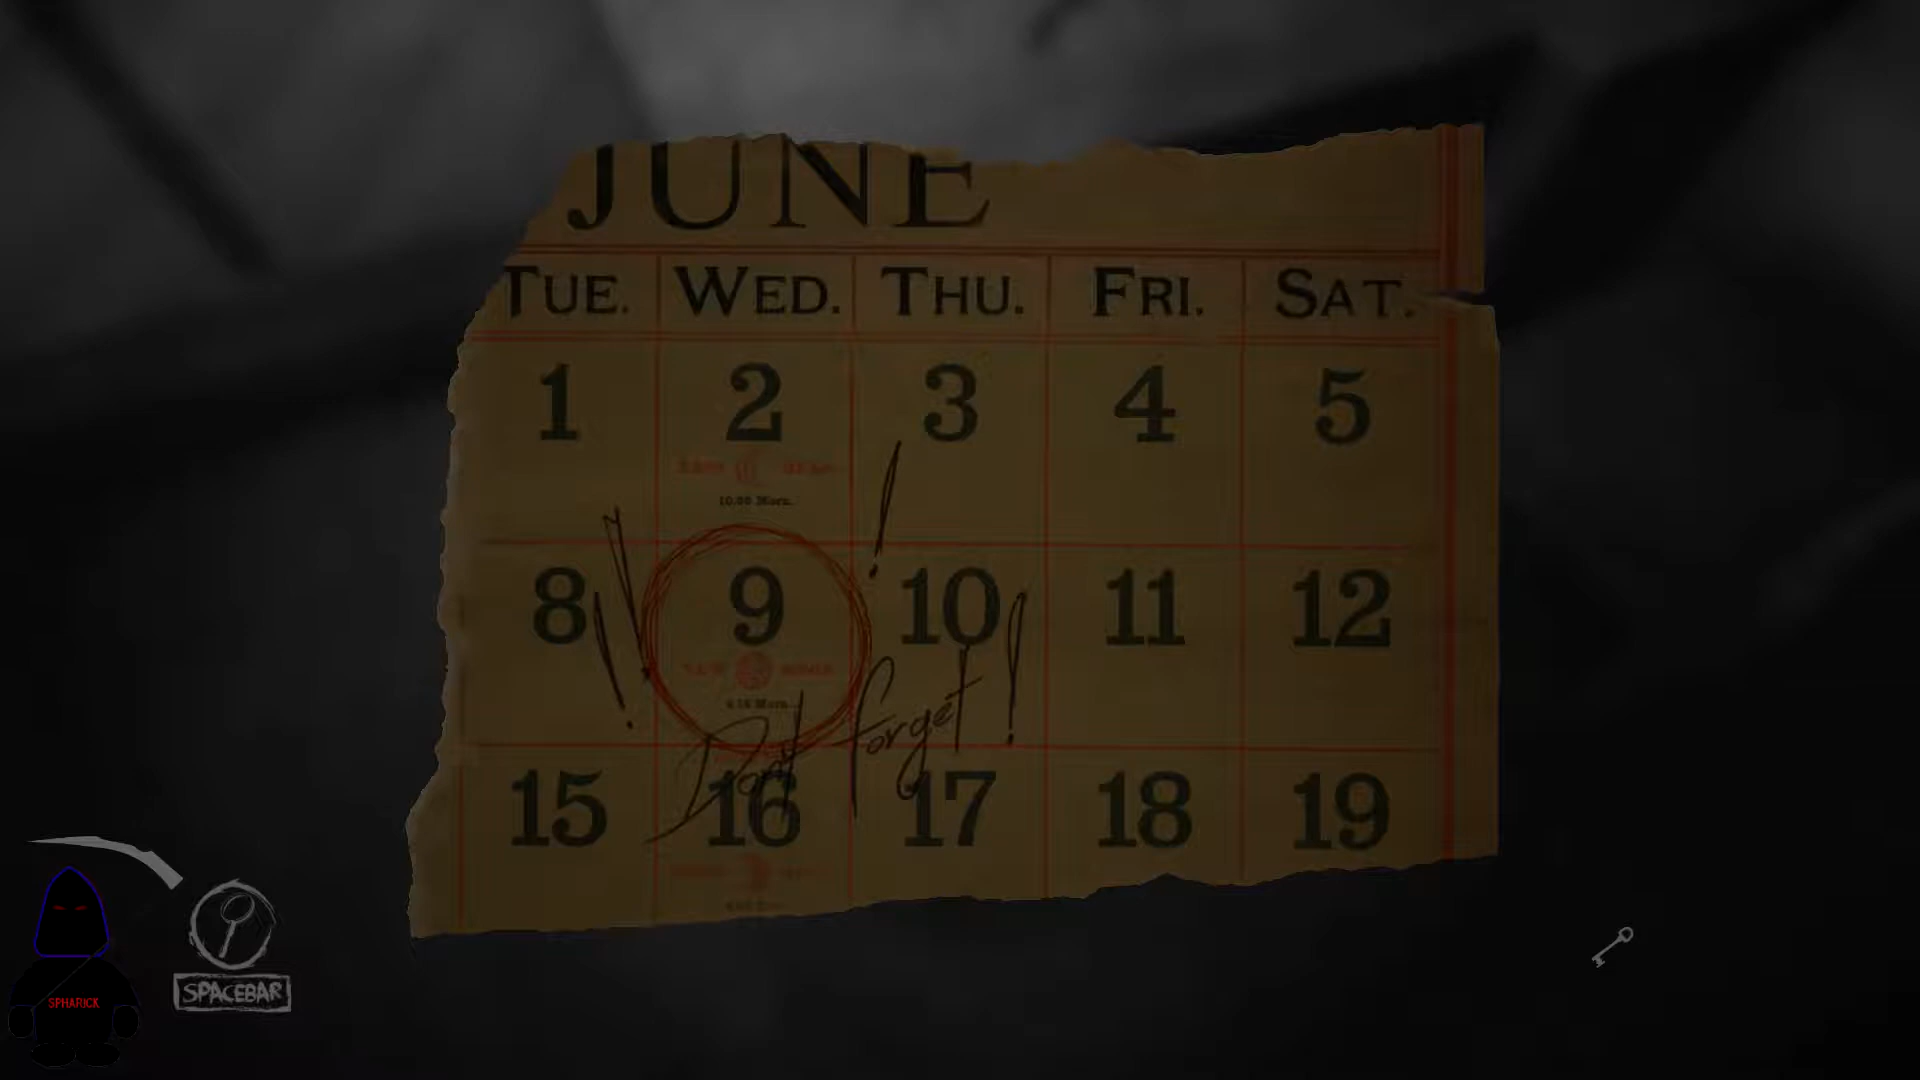 JUNE
TUE. WED. THU. FRI. SAT.
1 2 3 4 5
10.00 Morn.
8 9 10 11 12
Dont forget!
15 16 17 18 19
SPACEBAR
SPHARICK